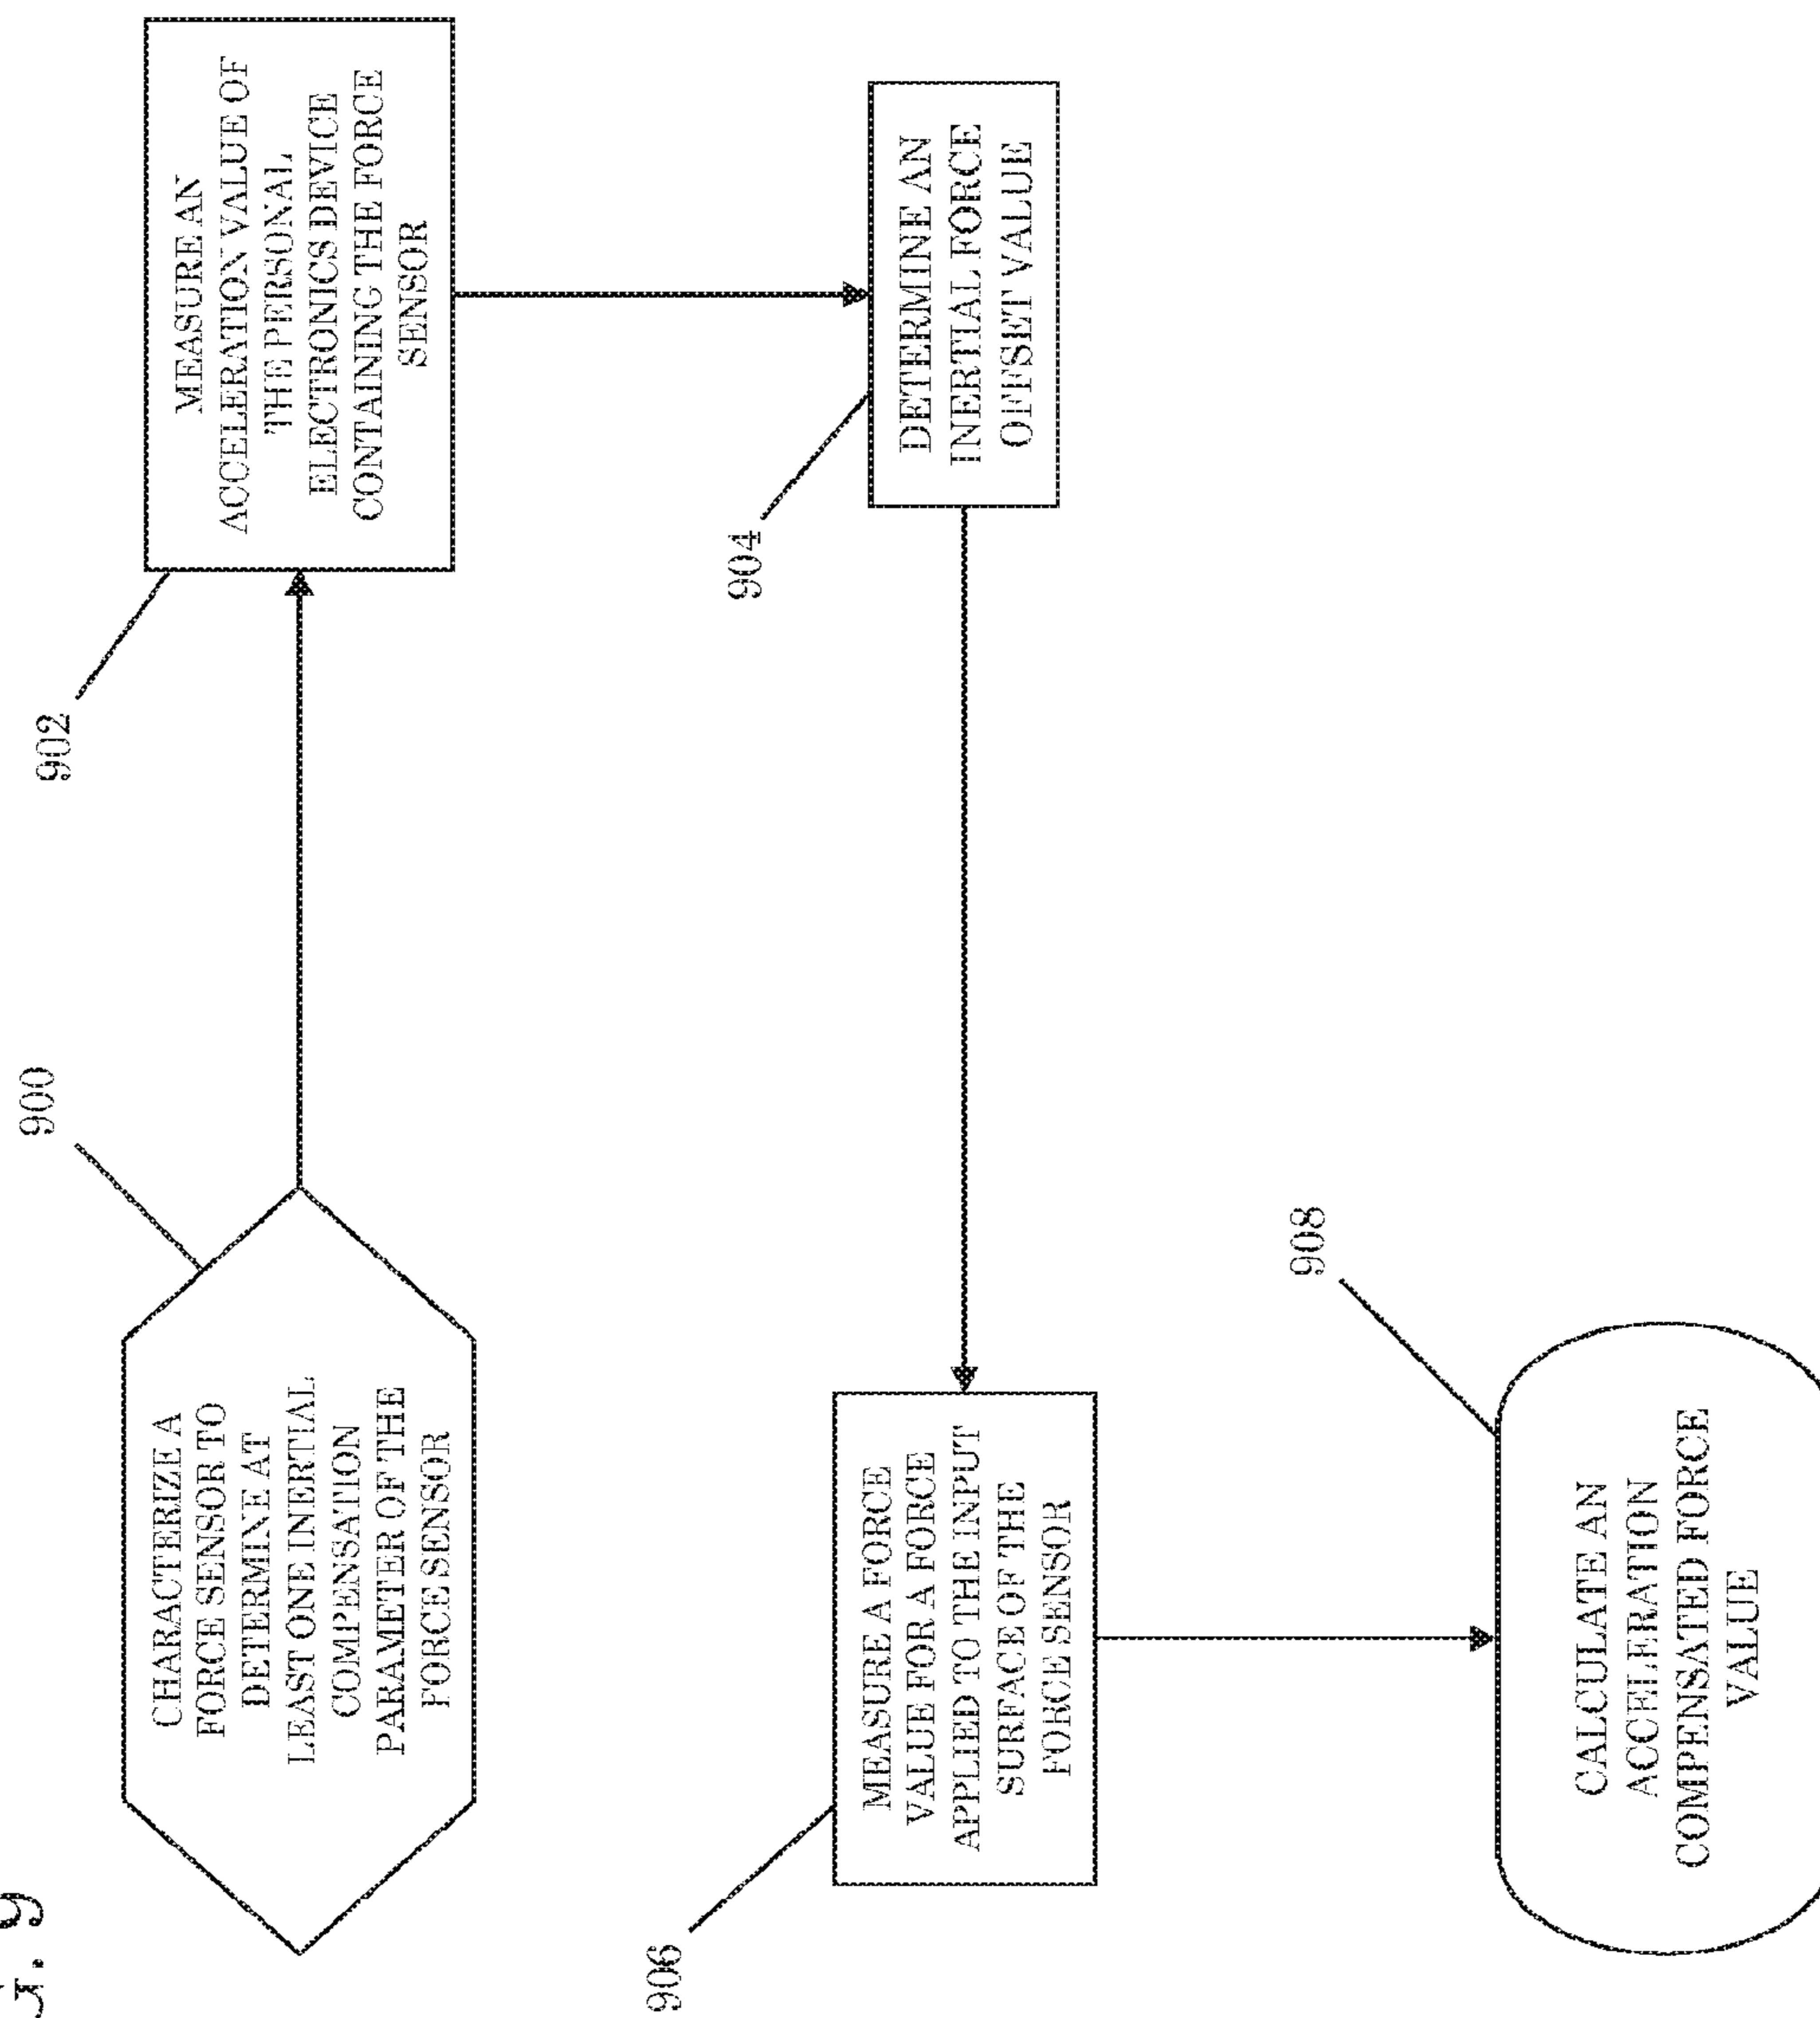 G. 9
900
CHARACTERIZE A
FORCE SENSOR TO
DETERMINE AT
LEAST ONE INERTIAL
COMPENSATION
PARAMETER OF THE
FORCE SENSOR
902
MEASURE AN
ACCELERATION VALUE OF
THE PERSONAL
ELECTRONICS DEVICE
CONTAINING THE FORCE
SENSOR
904
DETERMINE AN
INERTIAL FORCE
OFFSET VALUE
906
MEASURE A FORCE
VALUE FOR A FORCE
APPLIED TO THE INPUT
SURFACE OF THE
FORCE SENSOR
908
CALCULATE AN
ACCELERATION
COMPENSATED FORCE
VALUE